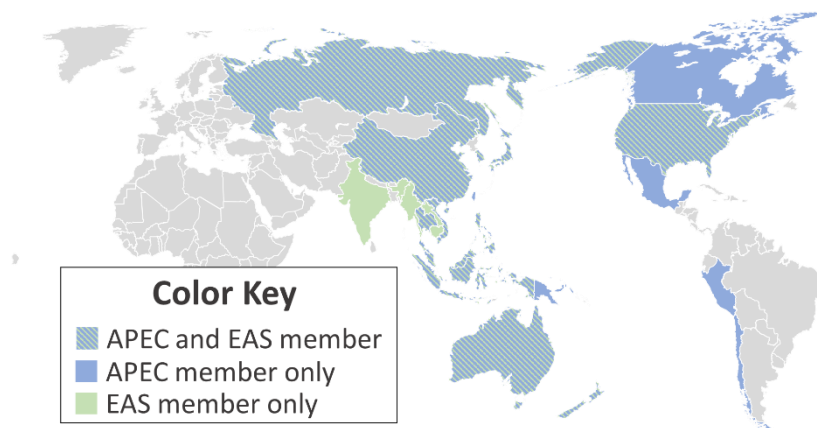 Color Key
APEC and EAS member
APEC member only
EAS member only